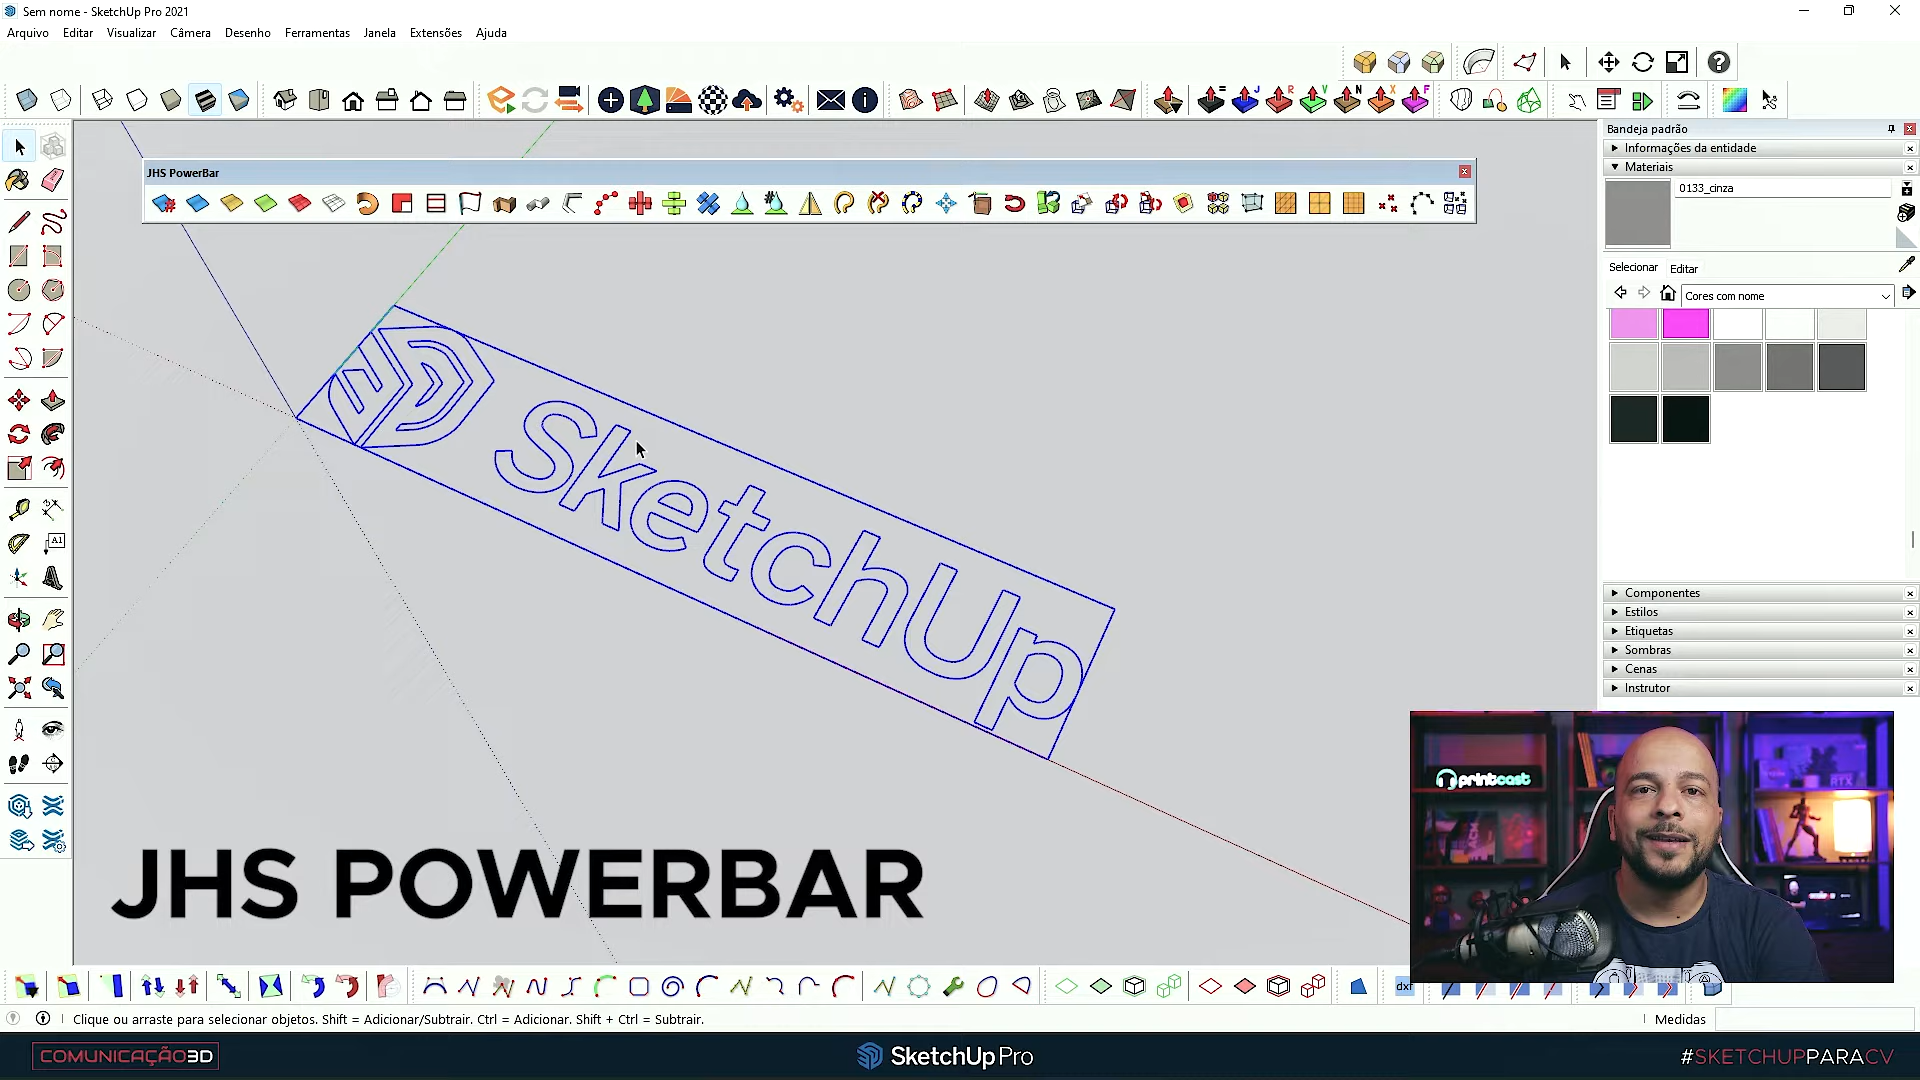 Sem nome - SketchUp Pro 2021
Arquivo Editar Visualizar Câmera Desenho Ferramentas Janela Extensões Ajuda
Bandeja padrão
Informações da entidade
Materiais
0133_cinza
JHS PowerBar
Selecionar Editar
Cores com nome
SketchUp
A1
Componentes
Estilos
Etiquetas
Sombras
Cenas
Instrutor
printcast
RTX
JHS POWERBAR
dxf
Clique ou arraste para selecionar objetos. Shift = Adicionar/Subtrair. Ctrl = Adicionar. Shift + Ctrl = Subtrair.
Medidas
COMUNICAÇÃO3D
SketchUp Pro
#SKETCHUPPARACV